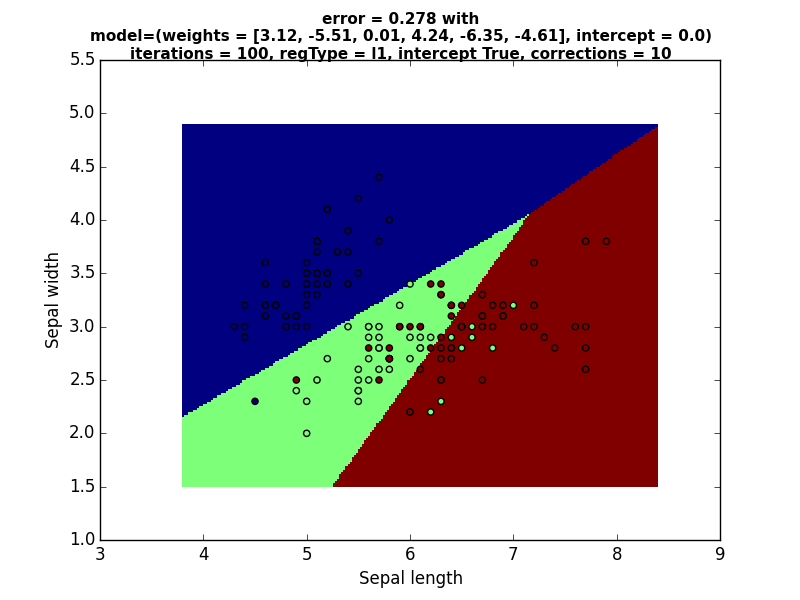 error = 0.278 with
model=(weights = [3.12, -5.51, 0.01, 4.24, -6.35, -4.61], intercept = 0.0)
iterations = 100, regType = l1, intercept True, corrections = 10
5.5
5.0
4.5
4.0
3.5
3.0
2.5
2.0
1.5
1.0
Sepal width
3 4 5 6 7 8 9
Sepal length